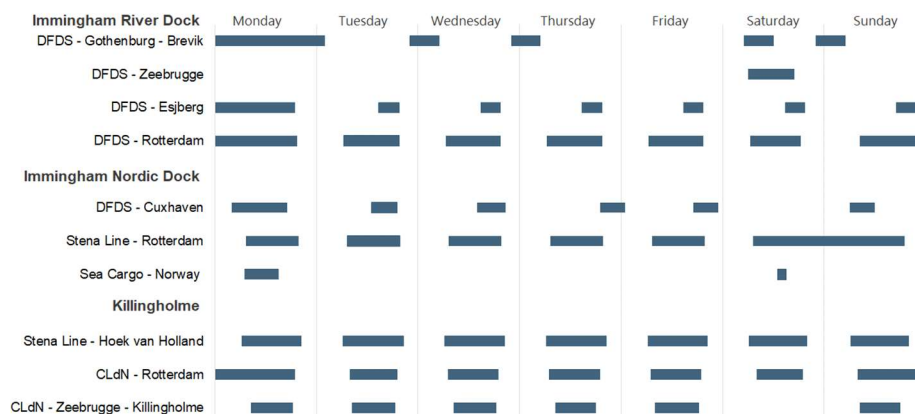 Immingham River Dock
Monday Tuesday Wednesday Thursday Friday Saturday Sunday
DFDS - Gothenburg - Brevik
DFDS - Zeebrugge
DFDS - Esjberg
DFDS - Rotterdam
Immingham Nordic Dock
DFDS - Cuxhaven
Stena Line - Rotterdam
Sea Cargo - Norway
Killingholme
Stena Line - Hoek van Holland
CLdN - Rotterdam
CLdN - Zeebrugge - Killingholme